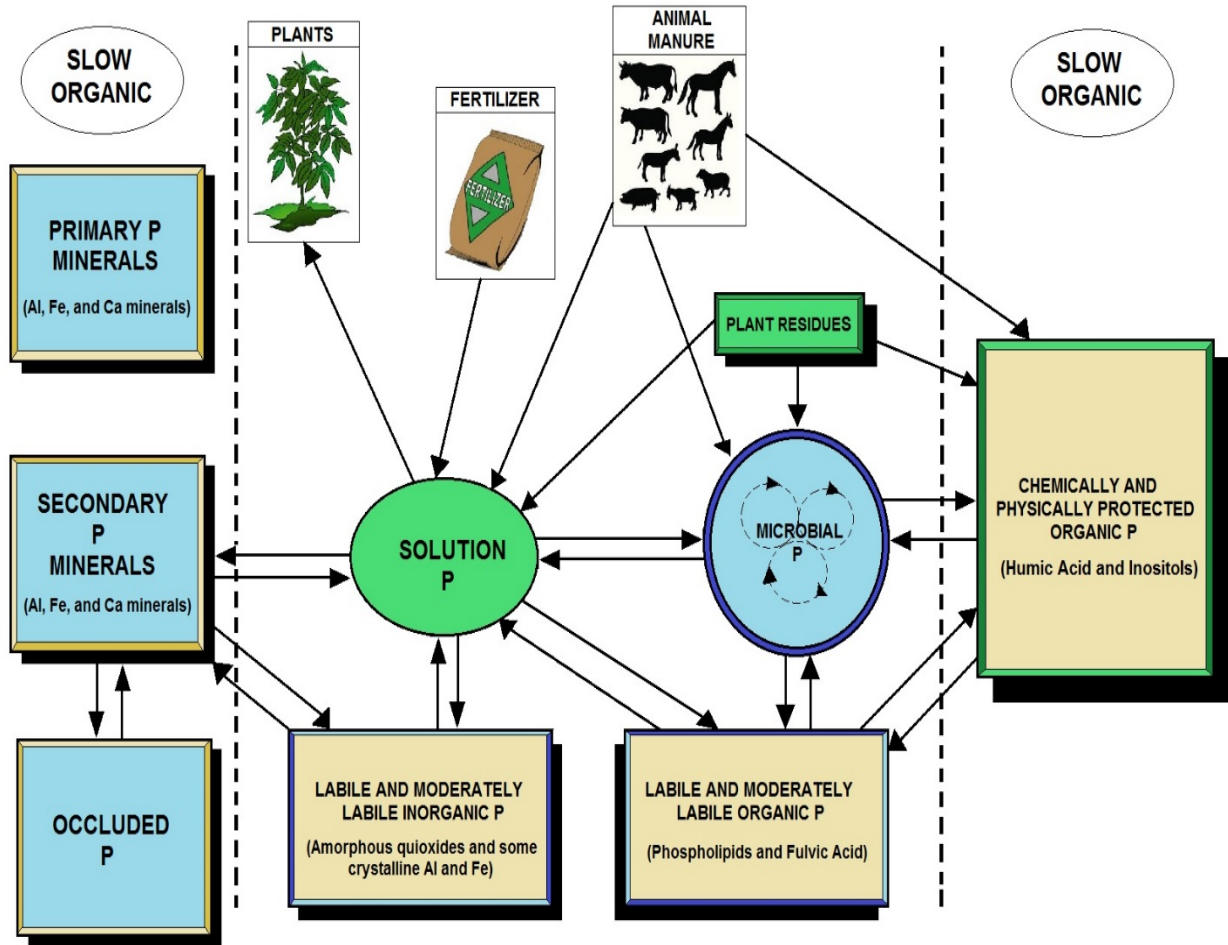 SLOW
ORGANIC
PLANTS
FERTILIZER
FERTILIZER
ANIMAL
MANURE
SLOW
ORGANIC
PRIMARY P
MINERALS
(Al, Fe, and Ca minerals)
PLANT RESIDUES
SECONDARY
P
MINERALS
(Al, Fe, and Ca minerals)
SOLUTION
P
MICROBIAL
P
CHEMICALLY AND
PHYSICALLY PROTECTED
ORGANIC P
(Humic Acid and Inositols)
OCCLUDED
P
LABILE AND MODERATELY
LABILE INORGANIC P
(Amorphous quioxides and some
crystalline Al and Fe)
LABILE AND MODERATELY
LABILE ORGANIC P
(Phospholipids and Fulvic Acid)